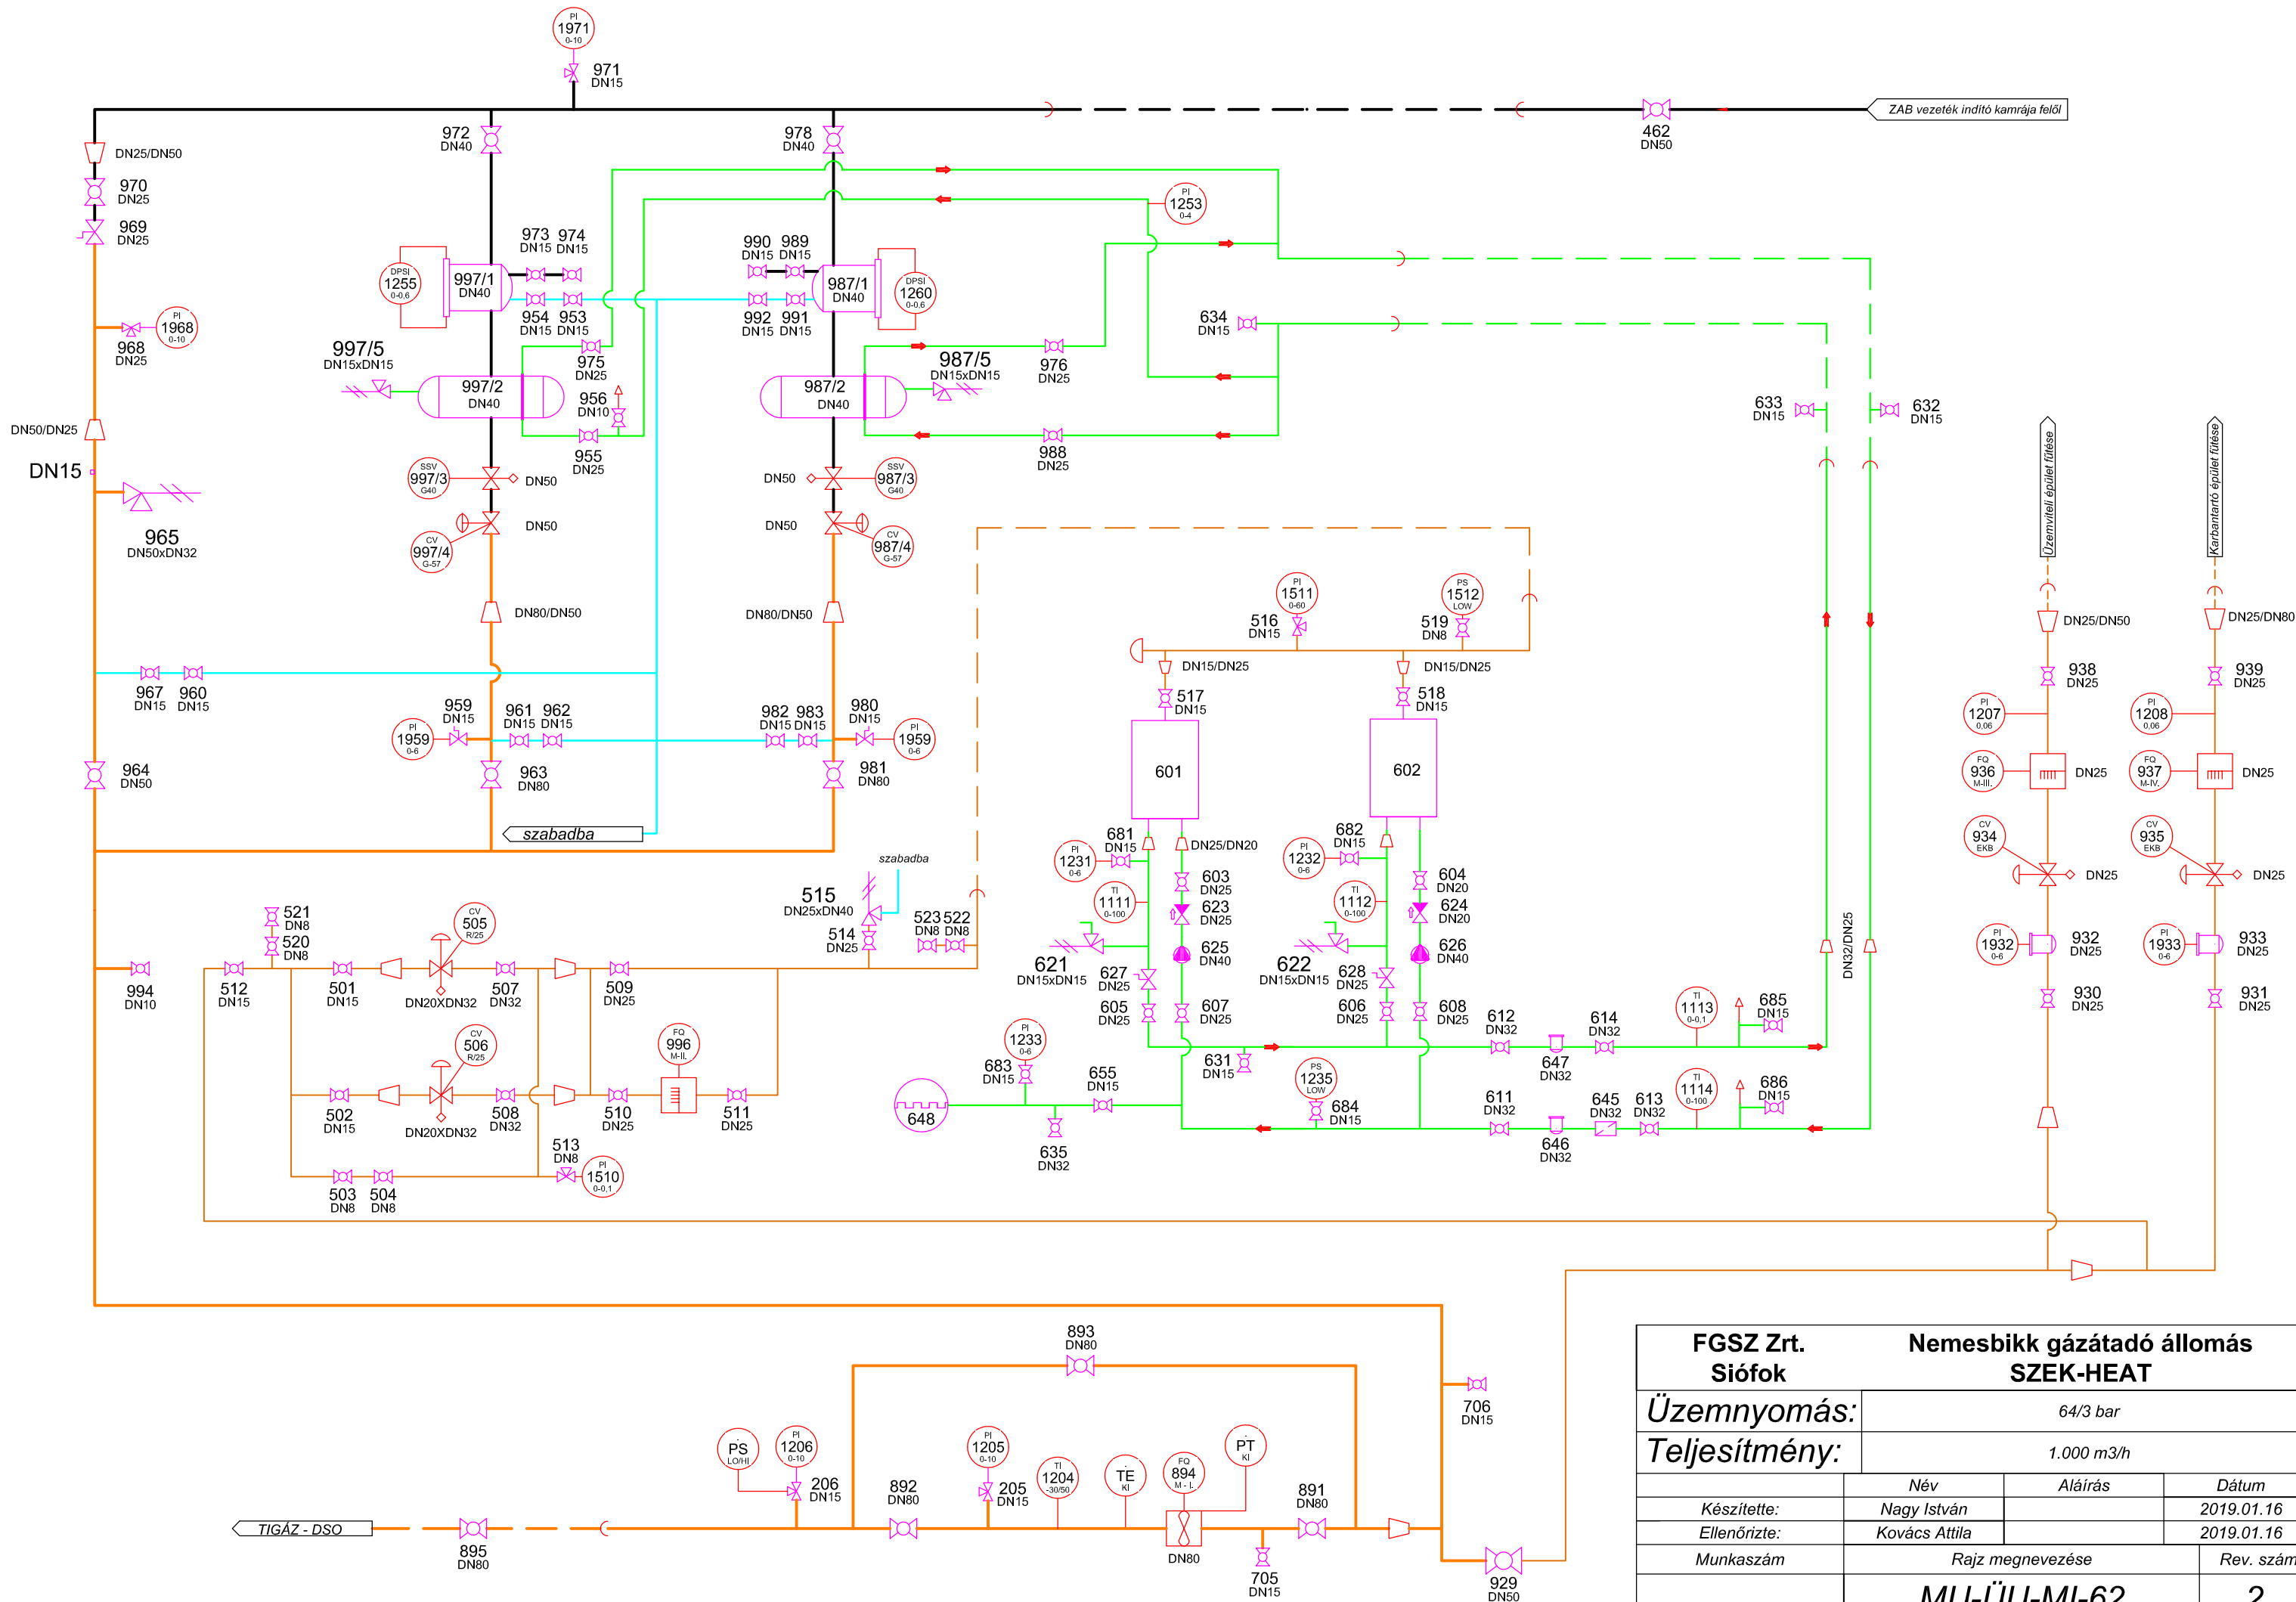 PI
1971
0-10
971
DN15
ZAB vezeték indító kamrája felől
462
DN50
972
DN40
978
DN40
DN25/DN50
970
DN25
969
DN25
PI
1253
0-4
973
DN15
974
DN15
990
DN15
989
DN15
DPSI
1255
0-0,6
997/1
DN40
987/1
DN40
DPSI
1260
0-0,6
954
DN15
953
DN15
992
DN15
991
DN15
PI
1968
0-10
968
DN25
634
DN15
997/5
DN15xDN15
975
DN25
987/5
DN15xDN15
976
DN25
997/2
DN40
956
DN10
987/2
DN40
633
DN15
632
DN15
DN50/DN25
955
DN25
988
DN25
Üzemviteli épület fűtése
Karbantartó épület fűtése
DN15
SSV
997/3
G40
DN50
DN50
SSV
987/3
G40
965
DN50xDN32
DN50
DN50
CV
997/4
G-57
CV
987/4
G-57
PI
1511
0-60
PS
1512
LOW
DN80/DN50
DN80/DN50
516
DN15
519
DN8
DN25/DN50
DN25/DN80
DN15/DN25
DN15/DN25
938
DN25
939
DN25
967
DN15
960
DN15
517
DN15
518
DN15
959
DN15
961
DN15
962
DN15
982
DN15
983
DN15
980
DN15
PI
1207
0,06
PI
1208
0,06
PI
1959
0-6
PI
1959
0-6
964
DN50
963
DN80
981
DN80
601
602
FQ
936
M-III.
DN25
FQ
937
M-IV.
DN25
szabadba
681
DN15
DN25/DN20
682
DN15
CV
934
EKB
CV
935
EKB
szabadba
PI
1231
0-6
PI
1232
0-6
DN25
DN25
515
DN25xDN40
603
DN25
604
DN20
TI
1111
0-100
TI
1112
0-100
521
DN8
520
DN8
CV
505
R/25
514
DN25
523
DN8
522
DN8
623
DN25
624
DN20
DN32/DN25
621
DN15xDN15
625
DN40
622
DN15xDN15
626
DN40
PI
1932
0-6
932
DN25
PI
1933
0-6
933
DN25
994
DN10
512
DN15
501
DN15
DN20XDN32
507
DN32
509
DN25
627
DN25
628
DN25
930
DN25
931
DN25
605
DN25
607
DN25
606
DN25
608
DN25
612
DN32
614
DN32
TI
1113
0-0,1
685
DN15
CV
506
R/25
FQ
996
M-II.
PI
1233
0-6
683
DN15
655
DN15
631
DN15
647
DN32
PS
1235
LOW
684
DN15
TI
1114
0-100
686
DN15
502
DN15
DN20XDN32
508
DN32
510
DN25
511
DN25
648
611
DN32
645
DN32
613
DN32
635
DN32
646
DN32
513
DN8
PI
1510
0-0,1
503
DN8
504
DN8
893
DN80
706
DN15
PS
LO/HI
PI
1206
0-10
206
DN15
892
DN80
PI
1205
0-10
205
DN15
TI
1204
-30/50
TE
KI
FQ
894
M - I.
PT
KI
891
DN80
TIGÁZ - DSO
895
DN80
DN80
705
DN15
929
DN50
FGSZ Zrt.
Siófok
Nemesbikk gázátadó állomás
SZEK-HEAT
Üzemnyomás:
64/3 bar
Teljesítmény:
1.000 m3/h
Név
Aláírás
Dátum
Készítette:
Nagy István
2019.01.16
Ellenőrizte:
Kovács Attila
2019.01.16
Munkaszám
Rajz megnevezése
Rev. szám
MU-ÜU-MI-62
2